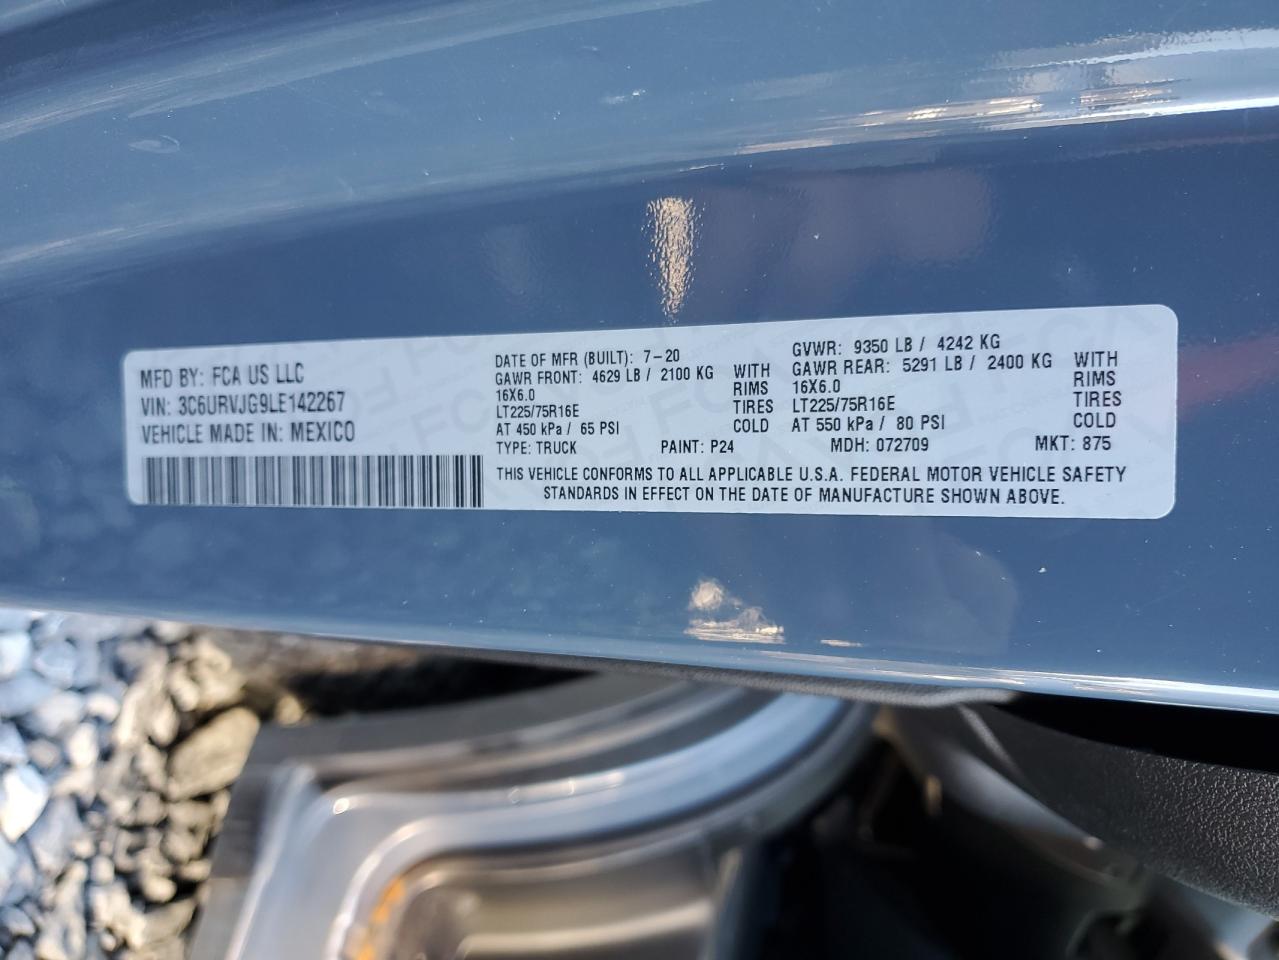 MFD BY: FCA US LLC
VIN: 3C6URVJG9LE142267
VEHICLE MADE IN: MEXICO
DATE OF MFR (BUILT): 7-20
GAWR FRONT: 4629 LB / 2100 KG WITH
16X6.0 RIMS
LT225/75R16E TIRES
AT 450 kPa / 65 PSI COLD
GVWR: 9350 LB / 4242 KG
GAWR REAR: 5291 LB / 2400 KG WITH
16X6.0 RIMS
LT225/75R16E TIRES
AT 550 kPa / 80 PSI COLD
TYPE: TRUCK PAINT: P24 MDH: 072709 MKT: 875
THIS VEHICLE CONFORMS TO ALL APPLICABLE U.S.A. FEDERAL MOTOR VEHICLE SAFETY
STANDARDS IN EFFECT ON THE DATE OF MANUFACTURE SHOWN ABOVE.